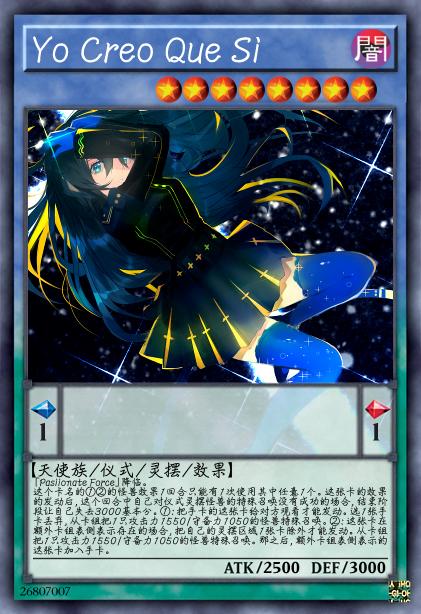 Yo Creo Que Si
闇
1
1
【天使族/仪式/灵摆/效果】
「Pasiionate Force」降临。
这个卡名的①②的怪兽效果1回合只能有1次使用其中任意1个。这张卡的效果
的发动后，这个回合中自己对仪式灵摆怪兽的特殊召唤没有成功的场合，结束阶
段让自己失去3000基本分。①：把手卡的这张卡给对方观看才能发动。选1张手
卡丢弃，从卡组把1只攻击力1550/守备力1050的怪兽特殊召唤。②：这张卡在
额外卡组表侧表示存在的场合，把自己的灵摆区域1张卡除外才能发动。从卡组
把1只攻击力1550/守备力1050的怪兽特殊召唤。那之后，额外卡组表侧表示的
这张卡加入手卡。
ATK/2500 DEF/3000
26807007